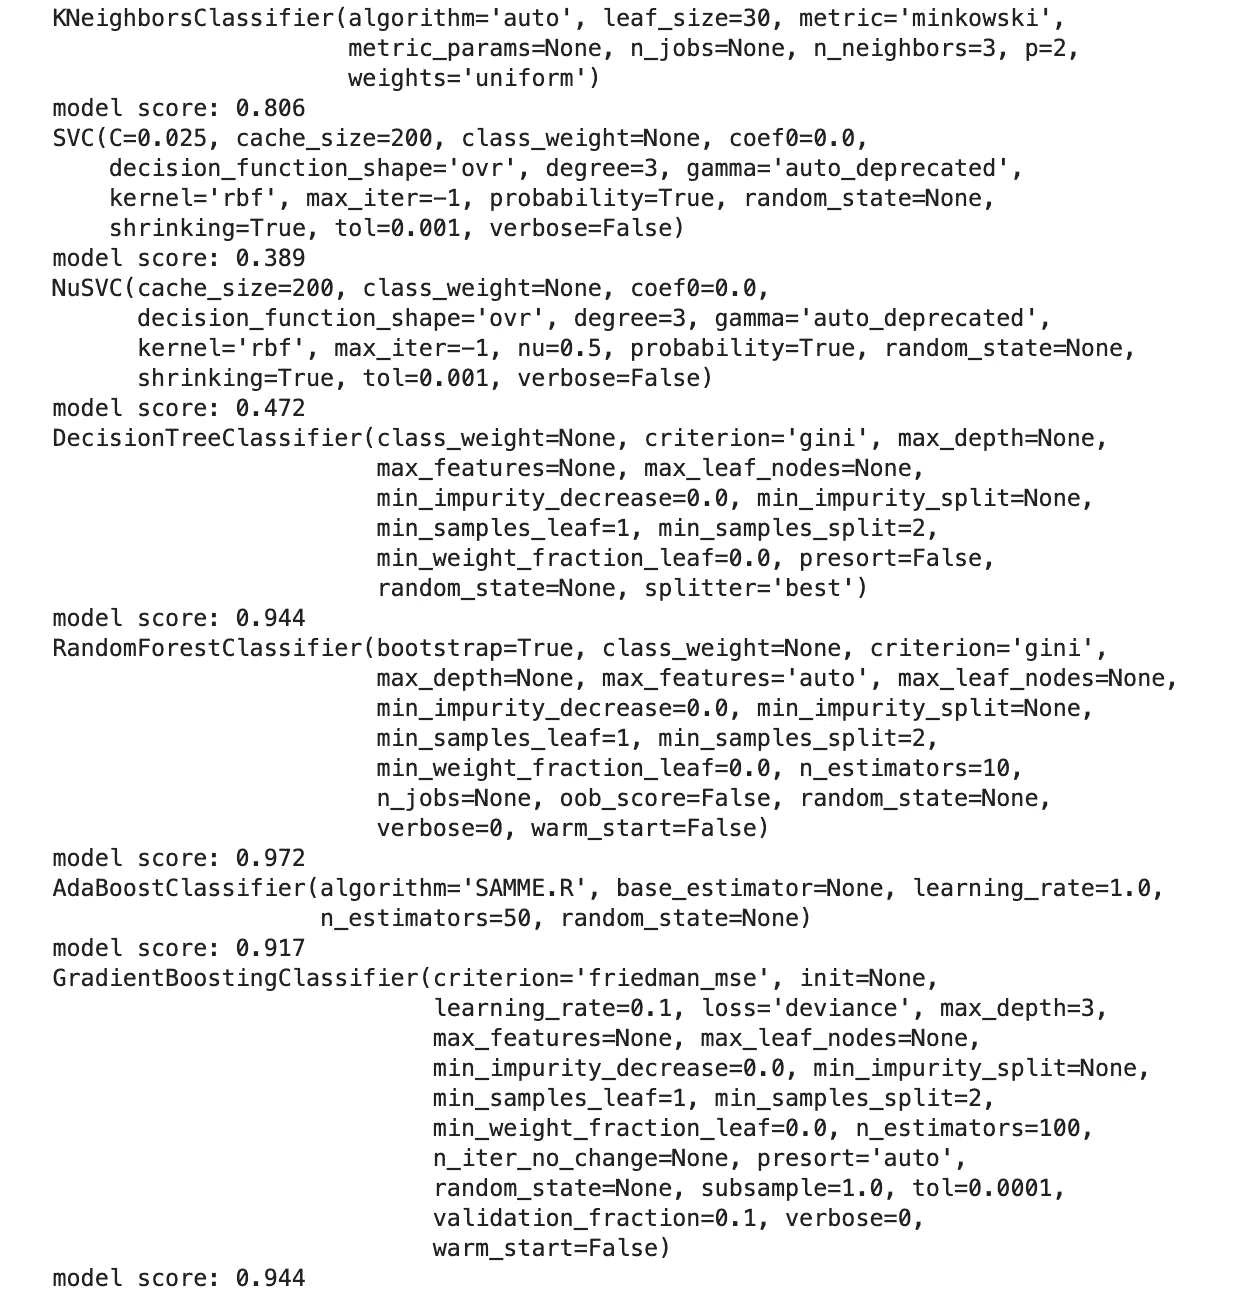 KNeighborsClassifier(algorithm='auto', leaf_size=30, metric='minkowski',
                     metric_params=None, n_jobs=None, n_neighbors=3, p=2,
                     weights='uniform')
model score: 0.806
SVC(C=0.025, cache_size=200, class_weight=None, coef0=0.0,
    decision_function_shape='ovr', degree=3, gamma='auto_deprecated',
    kernel='rbf', max_iter=-1, probability=True, random_state=None,
    shrinking=True, tol=0.001, verbose=False)
model score: 0.389
NuSVC(cache_size=200, class_weight=None, coef0=0.0,
      decision_function_shape='ovr', degree=3, gamma='auto_deprecated',
      kernel='rbf', max_iter=-1, nu=0.5, probability=True, random_state=None,
      shrinking=True, tol=0.001, verbose=False)
model score: 0.472
DecisionTreeClassifier(class_weight=None, criterion='gini', max_depth=None,
                       max_features=None, max_leaf_nodes=None,
                       min_impurity_decrease=0.0, min_impurity_split=None,
                       min_samples_leaf=1, min_samples_split=2,
                       min_weight_fraction_leaf=0.0, presort=False,
                       random_state=None, splitter='best')
model score: 0.944
RandomForestClassifier(bootstrap=True, class_weight=None, criterion='gini',
                       max_depth=None, max_features='auto', max_leaf_nodes=None,
                       min_impurity_decrease=0.0, min_impurity_split=None,
                       min_samples_leaf=1, min_samples_split=2,
                       min_weight_fraction_leaf=0.0, n_estimators=10,
                       n_jobs=None, oob_score=False, random_state=None,
                       verbose=0, warm_start=False)
model score: 0.972
AdaBoostClassifier(algorithm='SAMME.R', base_estimator=None, learning_rate=1.0,
                   n_estimators=50, random_state=None)
model score: 0.917
GradientBoostingClassifier(criterion='friedman_mse', init=None,
                           learning_rate=0.1, loss='deviance', max_depth=3,
                           max_features=None, max_leaf_nodes=None,
                           min_impurity_decrease=0.0, min_impurity_split=None,
                           min_samples_leaf=1, min_samples_split=2,
                           min_weight_fraction_leaf=0.0, n_estimators=100,
                           n_iter_no_change=None, presort='auto',
                           random_state=None, subsample=1.0, tol=0.0001,
                           validation_fraction=0.1, verbose=0,
                           warm_start=False)
model score: 0.944